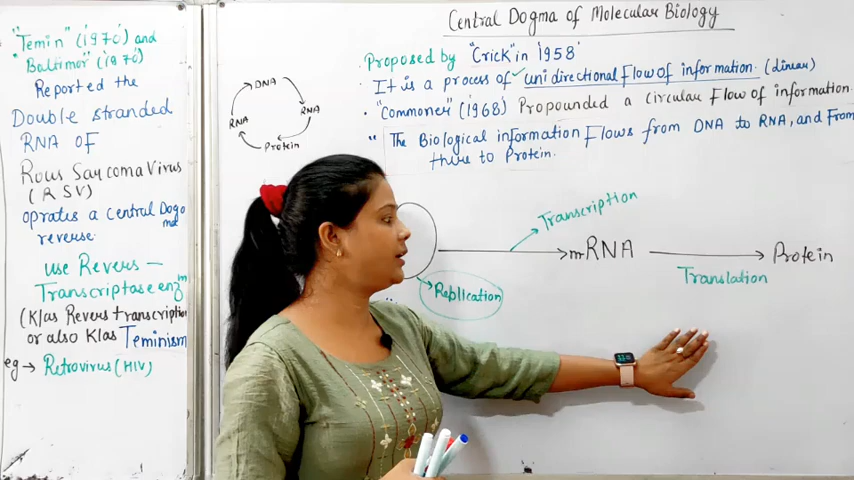 "Temin" (1970) and
"Baltimor" (1970)
Reported the
Double stranded
RNA OF
Rous Sarcoma Virus
(RSV)
oprates a central Dogo
ma
reverse.
use Revers —
Transcriptase enzm
(K/as Revers transcription
or also K/as Teminism
eg → Retrovirus (HIV)
Central Dogma of Molecular Biology
. Proposed by "Crick" in 1958'
. It is a process of unidirectional Flow of information. (linear)
. "Commoner" (1968) Propounded a circular Flow of information.
" The Biological information Flows from DNA to RNA, and From
there to Protein.
DNA
RNA
Protein
RNA
Transcription
mRNA
Protein
Translation
Replication